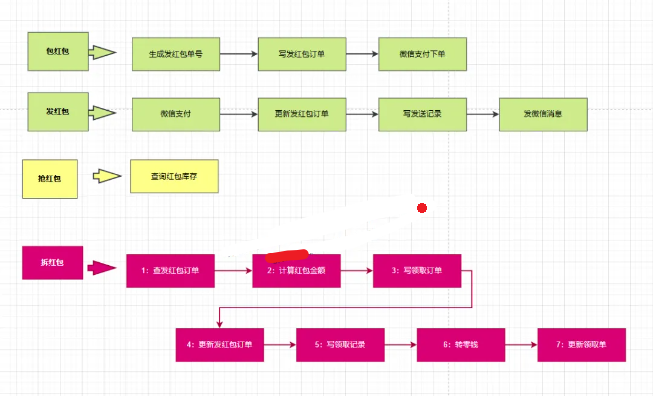 包红包
生成发红包单号
写发红包订单
微信支付下单
发红包
微信支付
更新发红包订单
写发送记录
发微信消息
抢红包
查询红包库存
拆红包
1：查发红包订单
2：计算红包金额
3：写领取订单
4：更新发红包订单
5：写领取记录
6：转零钱
7：更新领取单